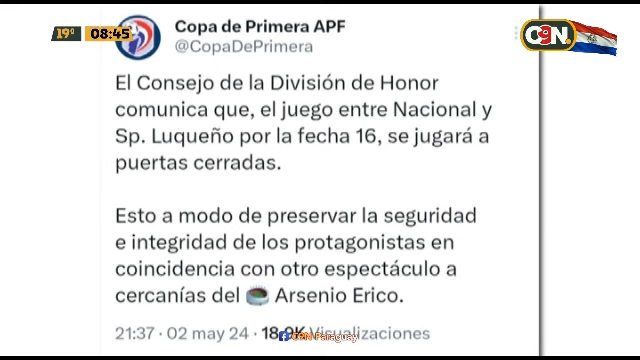 19° 08:45
Copa de Primera APF
@CopaDePrimera
C9N.
El Consejo de la División de Honor
comunica que, el juego entre Nacional y
Sp. Luqueño por la fecha 16, se jugará a
puertas cerradas.
Esto a modo de preservar la seguridad
e integridad de los protagonistas en
coincidencia con otro espectáculo a
cercanías del Arsenio Erico.
21:37 · 02 may 24 · 18,9K Visualizaciones